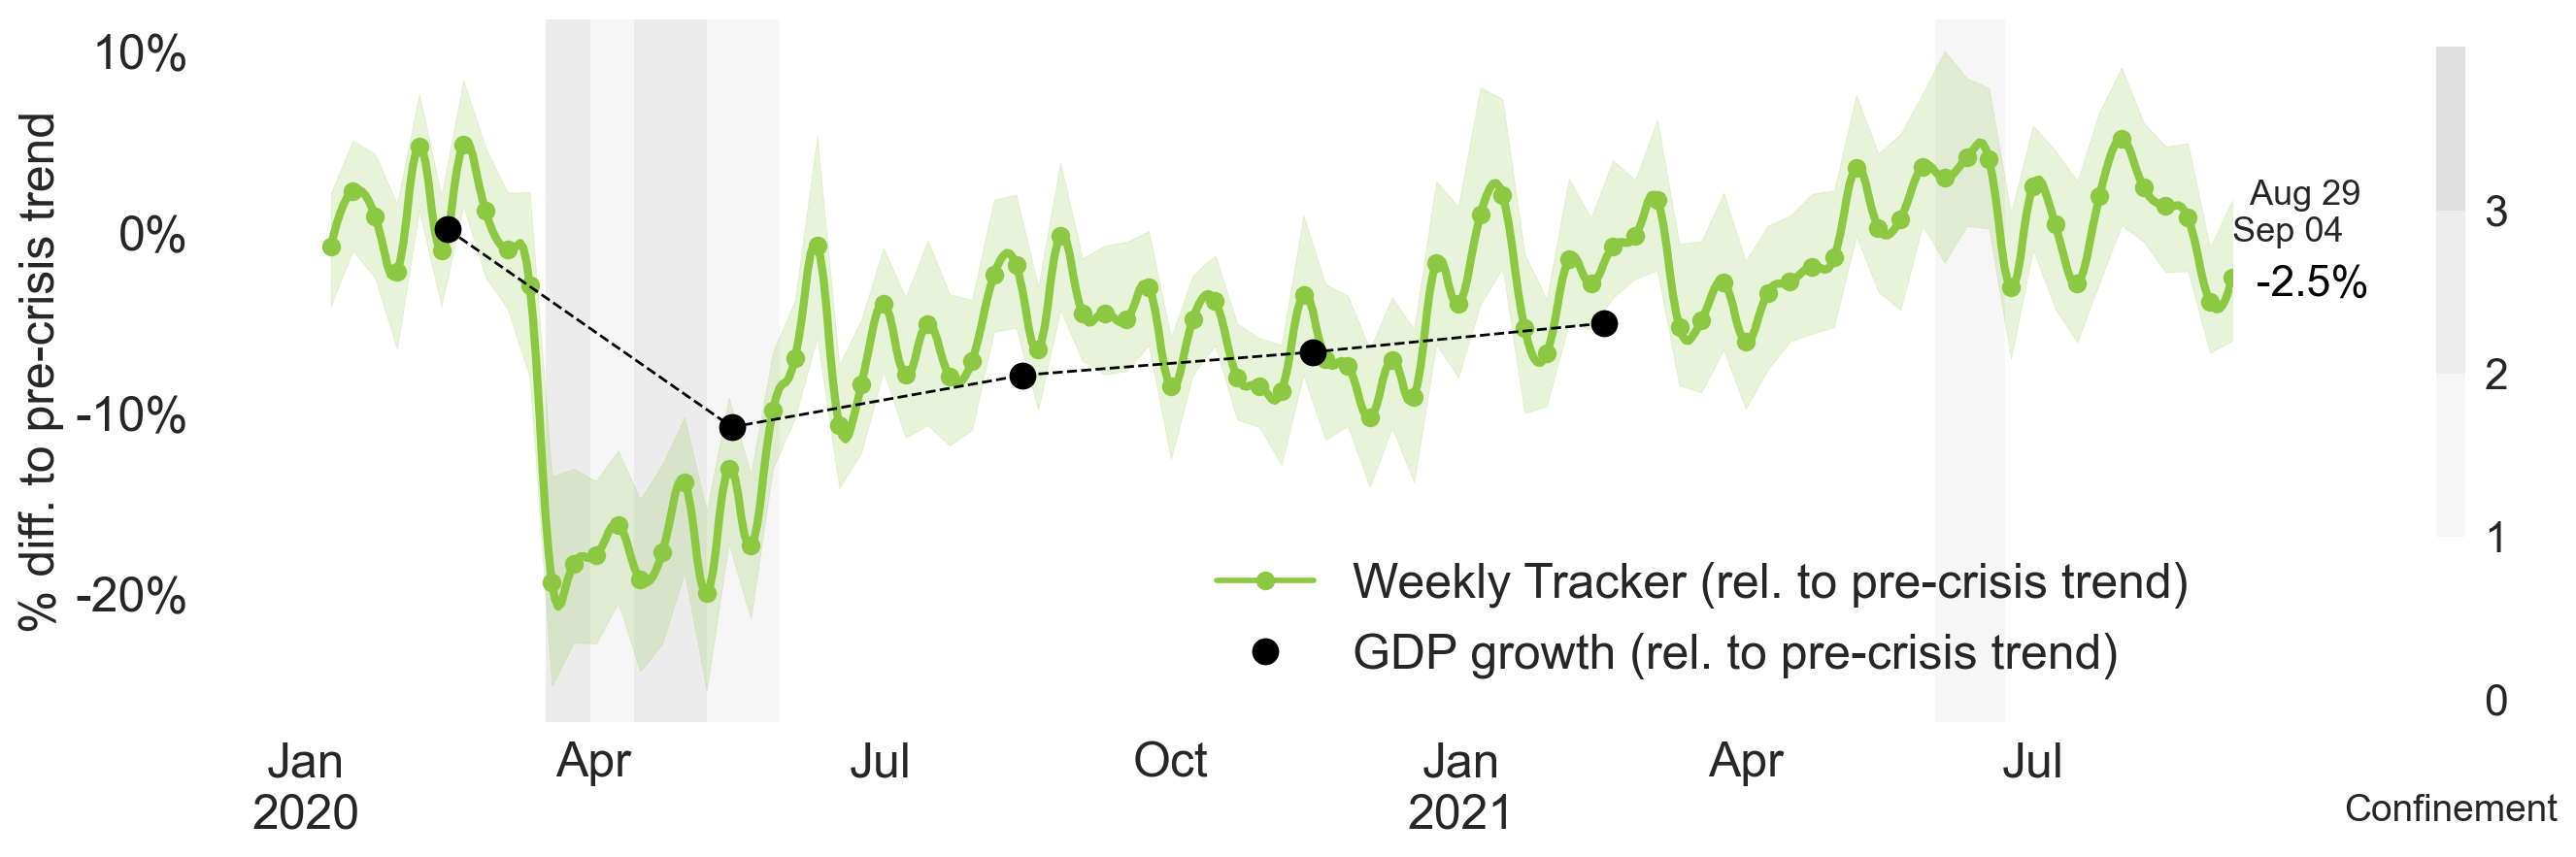 % diff. to pre-crisis trend
10%
0%
-10%
-20%
Aug 29
Sep 04
-2.5%
Weekly Tracker (rel. to pre-crisis trend)
GDP growth (rel. to pre-crisis trend)
Jan
2020
Apr
Jul
Oct
Jan
2021
Apr
Jul
3
2
1
0
Confinement